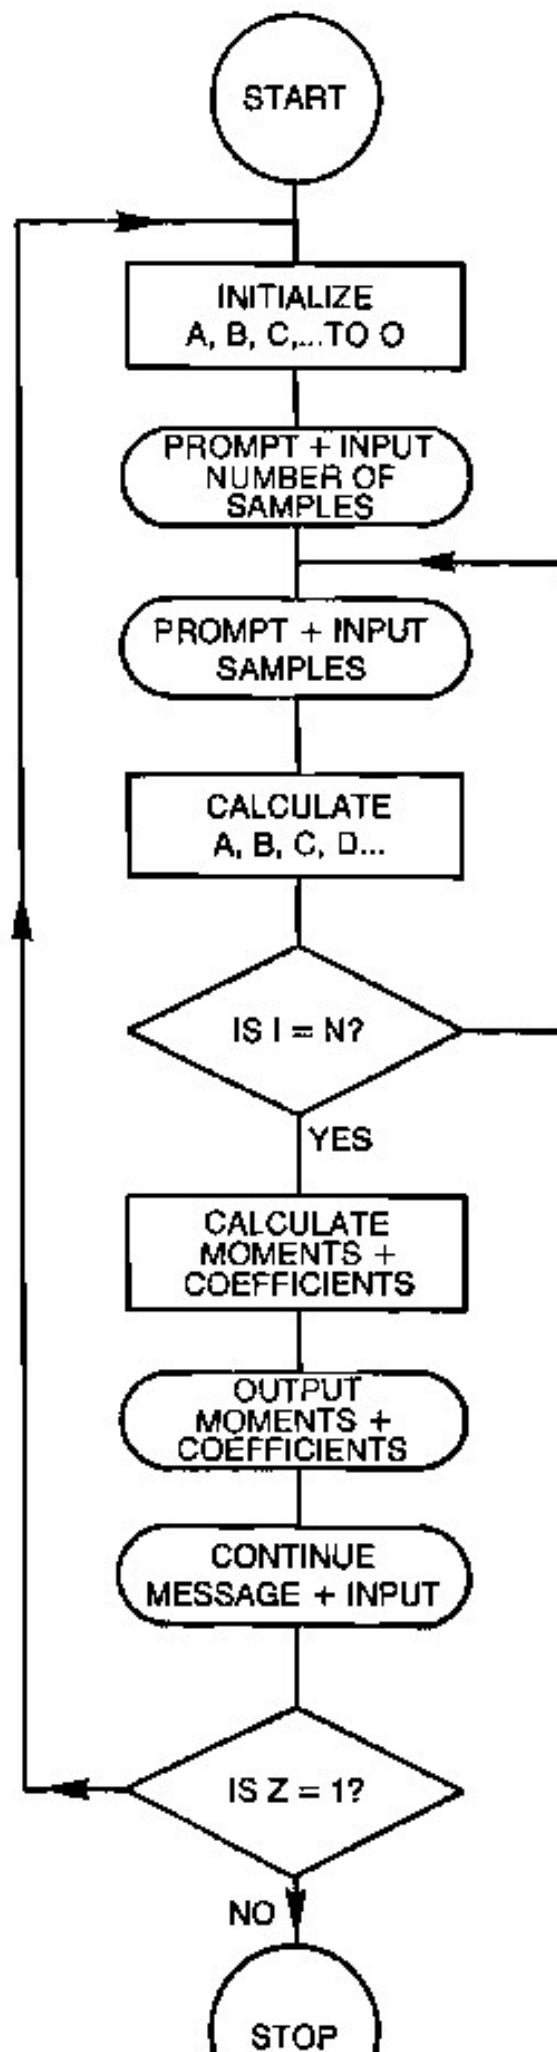 START
INITIALIZE
A, B, C,...TO O
PROMPT + INPUT
NUMBER OF
SAMPLES
PROMPT + INPUT
SAMPLES
CALCULATE
A, B, C, D...
IS I = N?
YES
CALCULATE
MOMENTS +
COEFFICIENTS
OUTPUT
MOMENTS +
COEFFICIENTS
CONTINUE
MESSAGE + INPUT
IS Z = 1?
NO
STOP